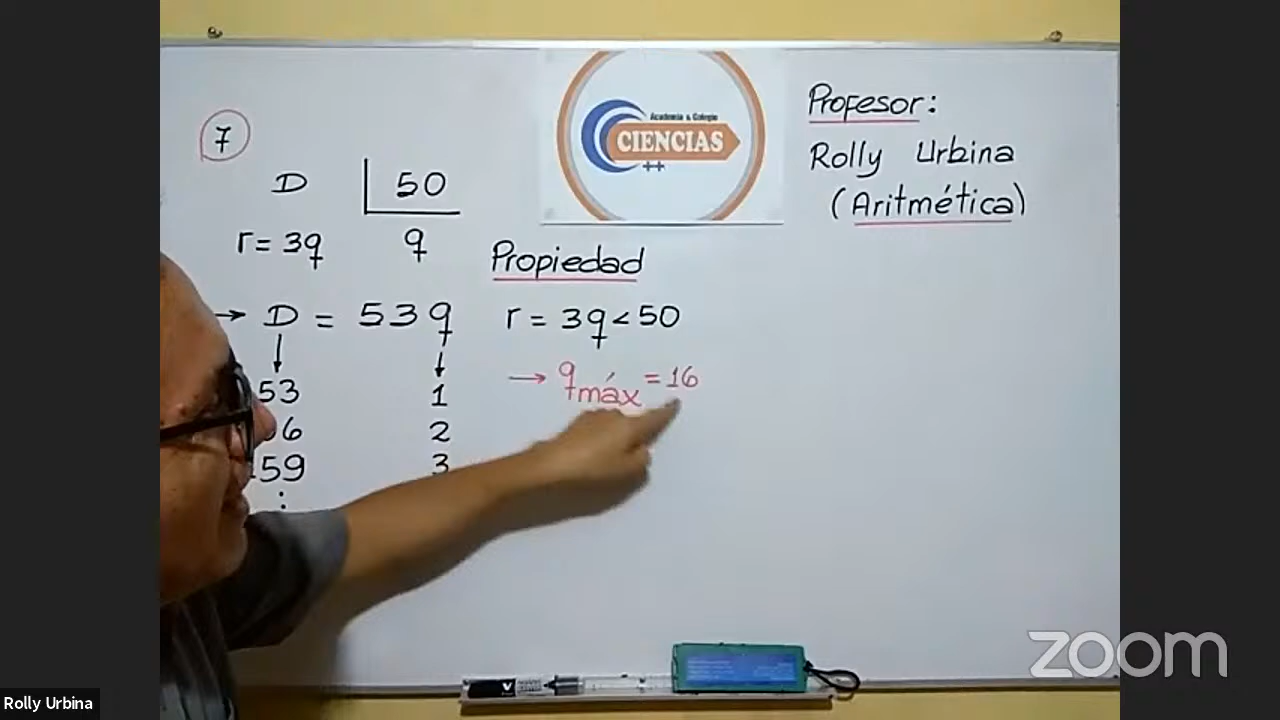 7
D 50
r = 3q q
→ D = 53q
53 1
6 2
159 3
⋮
Academia & Colegio
CIENCIAS
++
Propiedad
r = 3q < 50
→ qmáx = 16
Profesor:
Rolly Urbina
(Aritmética)
V
zoom
Rolly Urbina